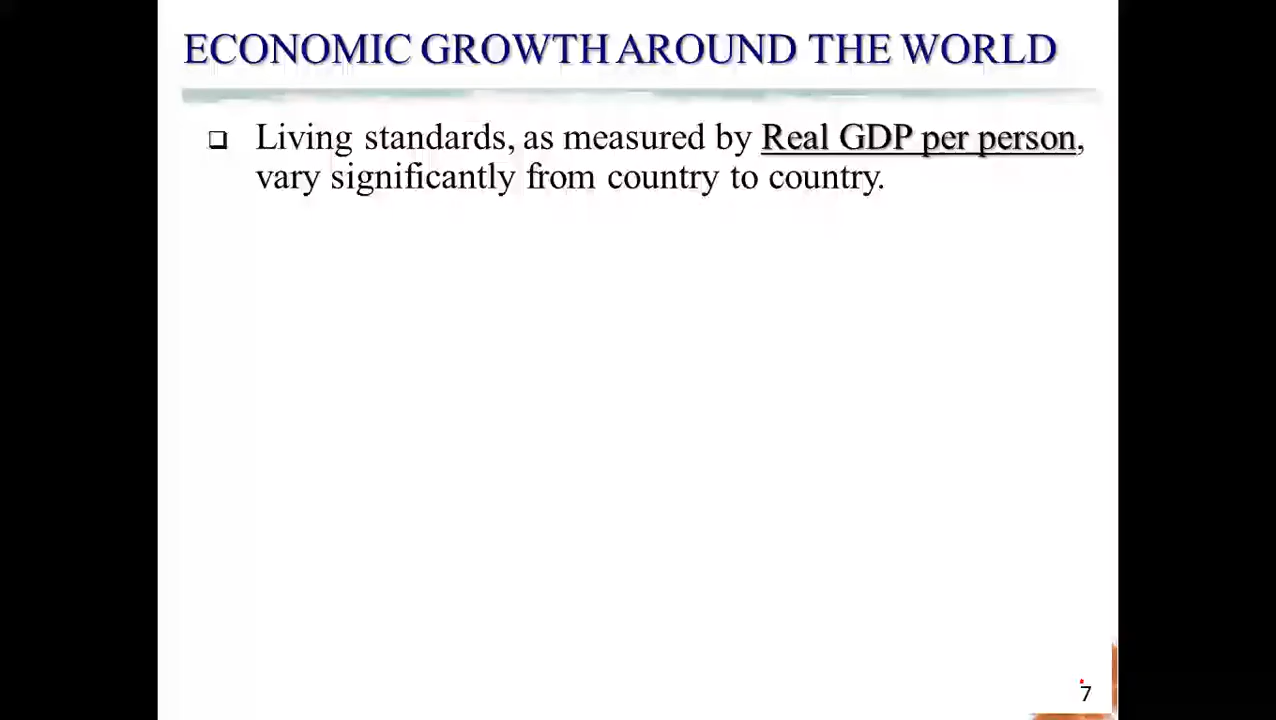 ECONOMIC GROWTH AROUND THE WORLD
❑ Living standards, as measured by Real GDP per person,
vary significantly from country to country.
7